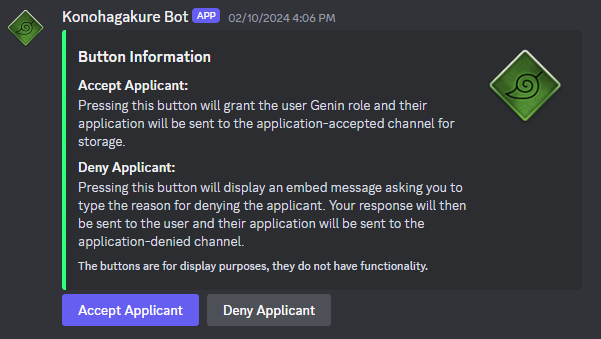 Konohagakure Bot APP 02/10/2024 4:06 PM
Button Information
Accept Applicant:
Pressing this button will grant the user Genin role and their
application will be sent to the application-accepted channel for
storage.
Deny Applicant:
Pressing this button will display an embed message asking you to
type the reason for denying the applicant. Your response will then
be sent to the user and their application will be sent to the
application-denied channel.
The buttons are for display purposes, they do not have functionality.
Accept Applicant Deny Applicant